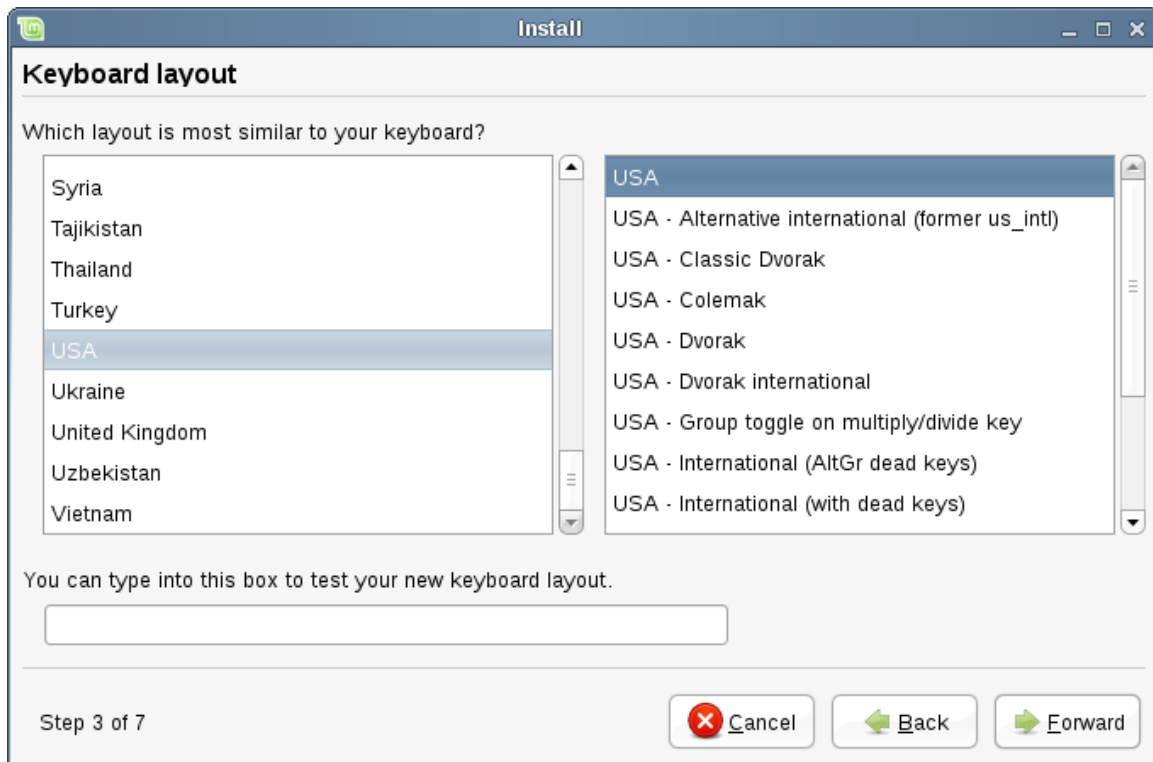 Install
Keyboard layout
Which layout is most similar to your keyboard?
Syria
Tajikistan
Thailand
Turkey
USA
Ukraine
United Kingdom
Uzbekistan
Vietnam
USA
USA - Alternative international (former us_intl)
USA - Classic Dvorak
USA - Colemak
USA - Dvorak
USA - Dvorak international
USA - Group toggle on multiply/divide key
USA - International (AltGr dead keys)
USA - International (with dead keys)
You can type into this box to test your new keyboard layout.
Step 3 of 7
Cancel
Back
Forward